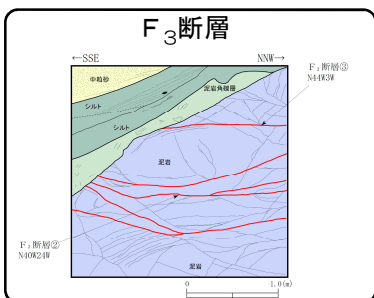 F₃断層
←SSE
NNW→
F₃断層③
N44W3W
中粒砂
泥岩角礫層
シルト
シルト
泥岩
F₃断層②
N40W24W
泥岩
0
1.0(m)